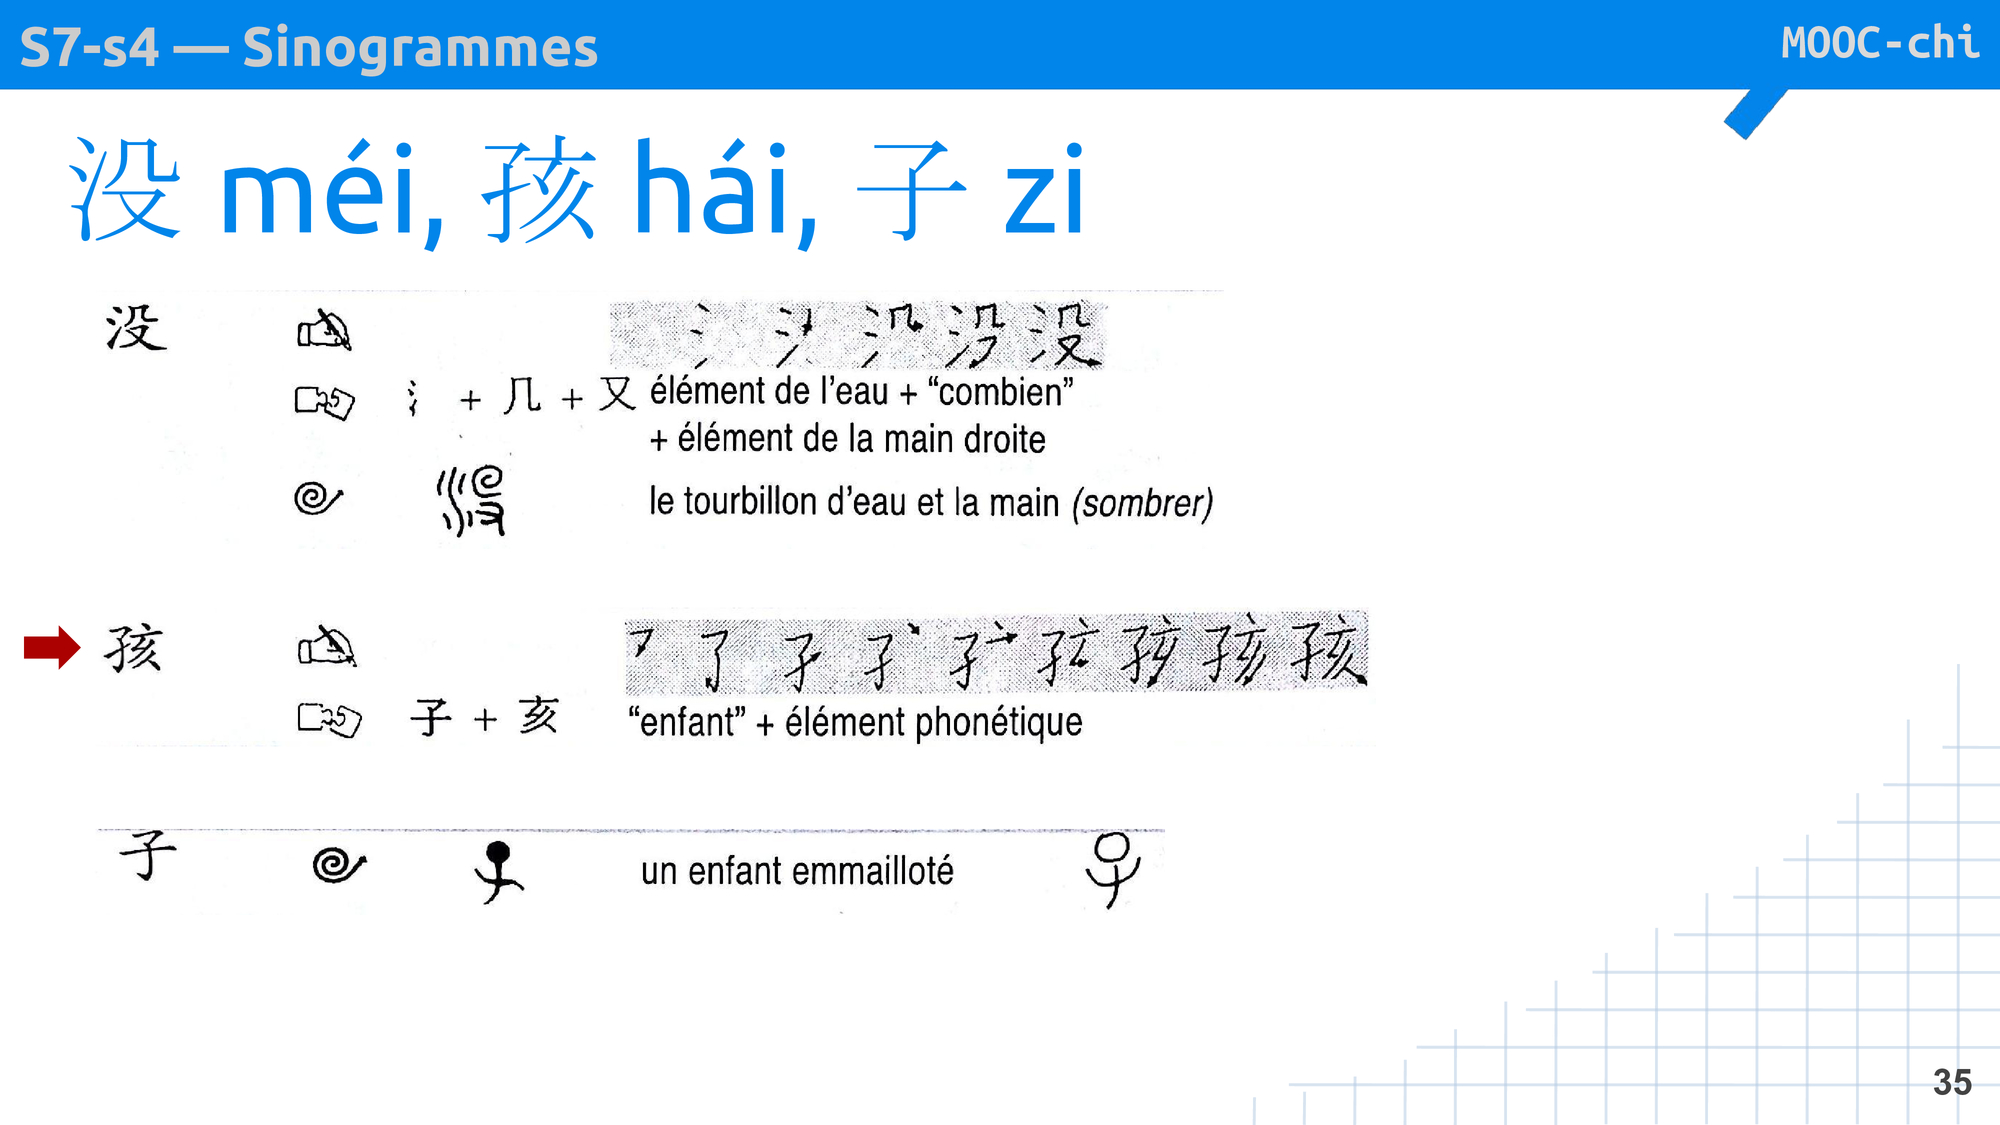 S7-s4 — Sinogrammes
MOOC-chi
没 méi, 孩 hái, 子 zi
没
氵 + 几 + 又 élément de l’eau + “combien”
+ élément de la main droite
le tourbillon d’eau et la main (sombrer)
孩
子 + 亥 “enfant” + élément phonétique
子 un enfant emmailloté
35